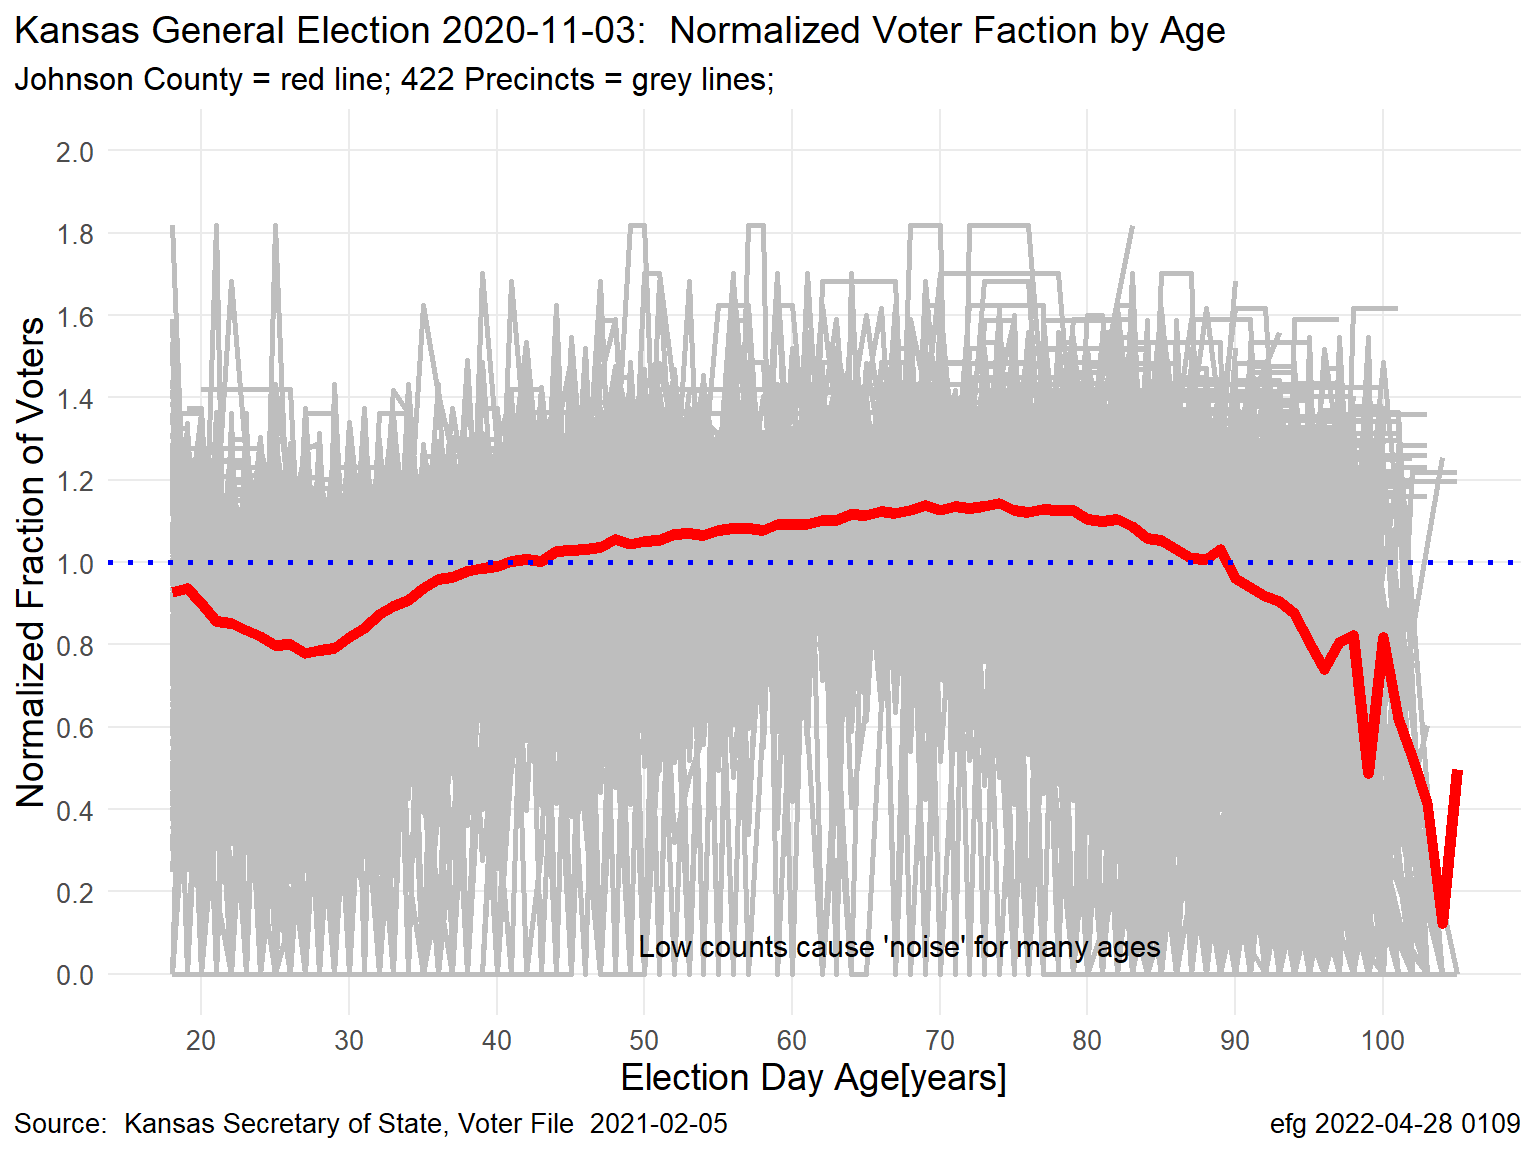 Kansas General Election 2020-11-03:  Normalized Voter Faction by Age
Johnson County = red line; 422 Precincts = grey lines;
Normalized Fraction of Voters
2.0
1.8
1.6
1.4
1.2
1.0
0.8
0.6
0.4
0.2
0.0
Low counts cause 'noise' for many ages
20 30 40 50 60 70 80 90 100
Election Day Age[years]
Source:  Kansas Secretary of State, Voter File  2021-02-05
efg 2022-04-28 0109